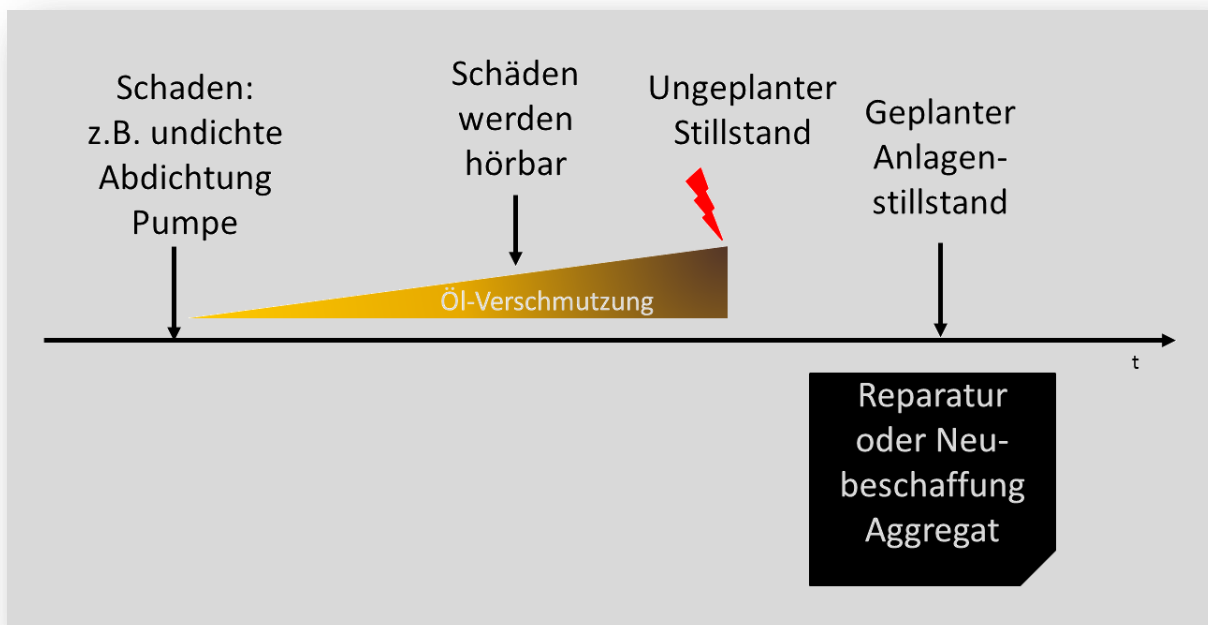 Schaden:
z.B. undichte
Abdichtung
Pumpe
Schäden
werden
hörbar
Ungeplanter
Stillstand
Geplanter
Anlagen-
stillstand
Öl-Verschmutzung
t
Reparatur
oder Neu-
beschaffung
Aggregat